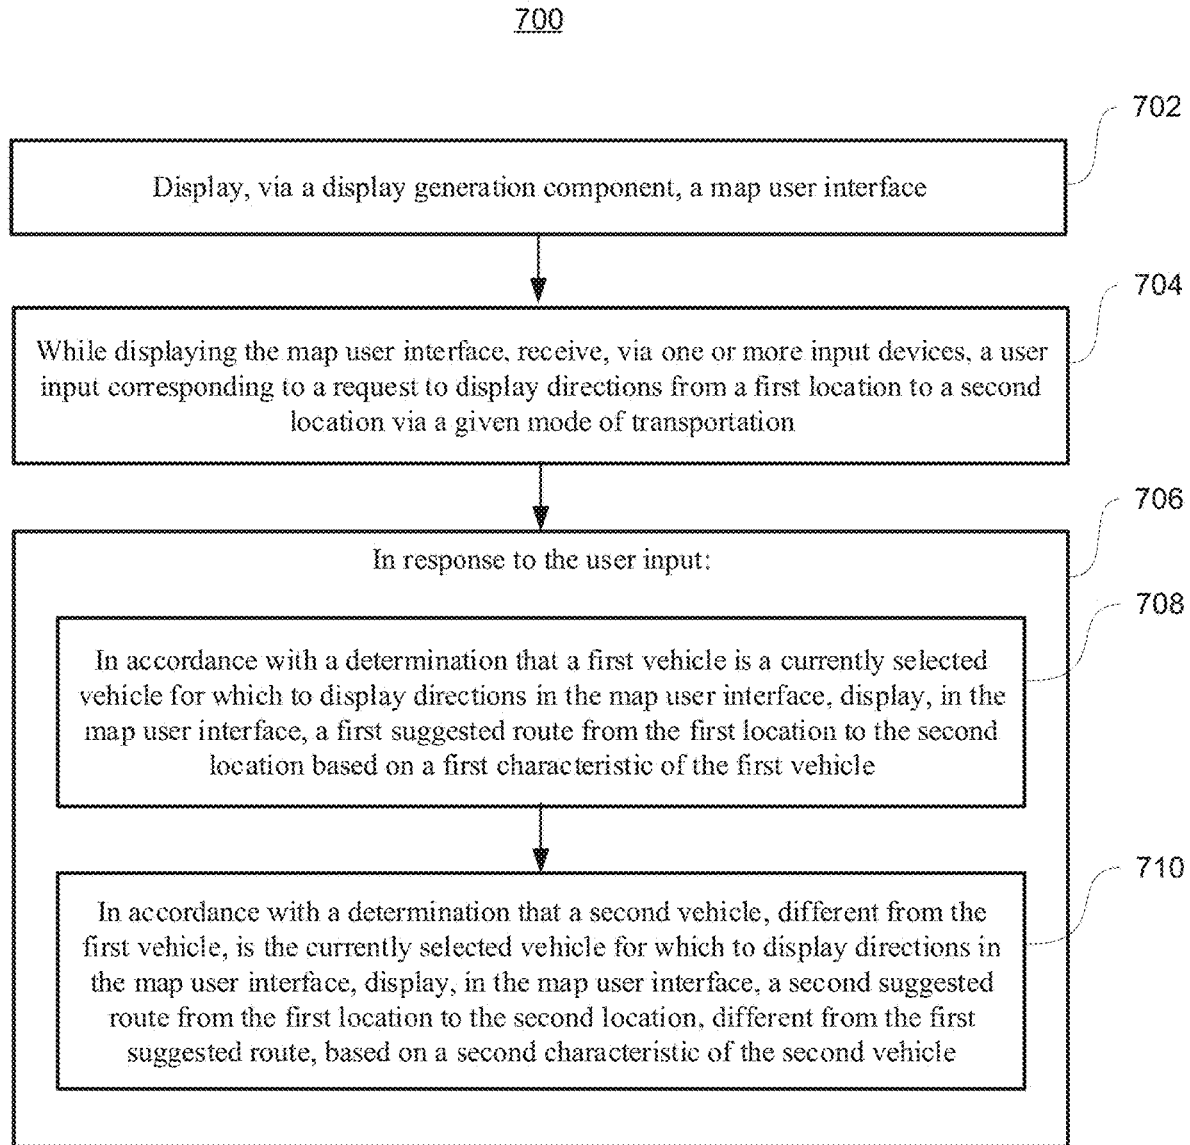 700
702
Display, via a display generation component, a map user interface
704
While displaying the map user interface, receive, via one or more input devices, a user
input corresponding to a request to display directions from a first location to a second
location via a given mode of transportation
706
In response to the user input:
708
In accordance with a determination that a first vehicle is a currently selected
vehicle for which to display directions in the map user interface, display, in the
map user interface, a first suggested route from the first location to the second
location based on a first characteristic of the first vehicle
710
In accordance with a determination that a second vehicle, different from the
first vehicle, is the currently selected vehicle for which to display directions in
the map user interface, display, in the map user interface, a second suggested
route from the first location to the second location, different from the first
suggested route, based on a second characteristic of the second vehicle